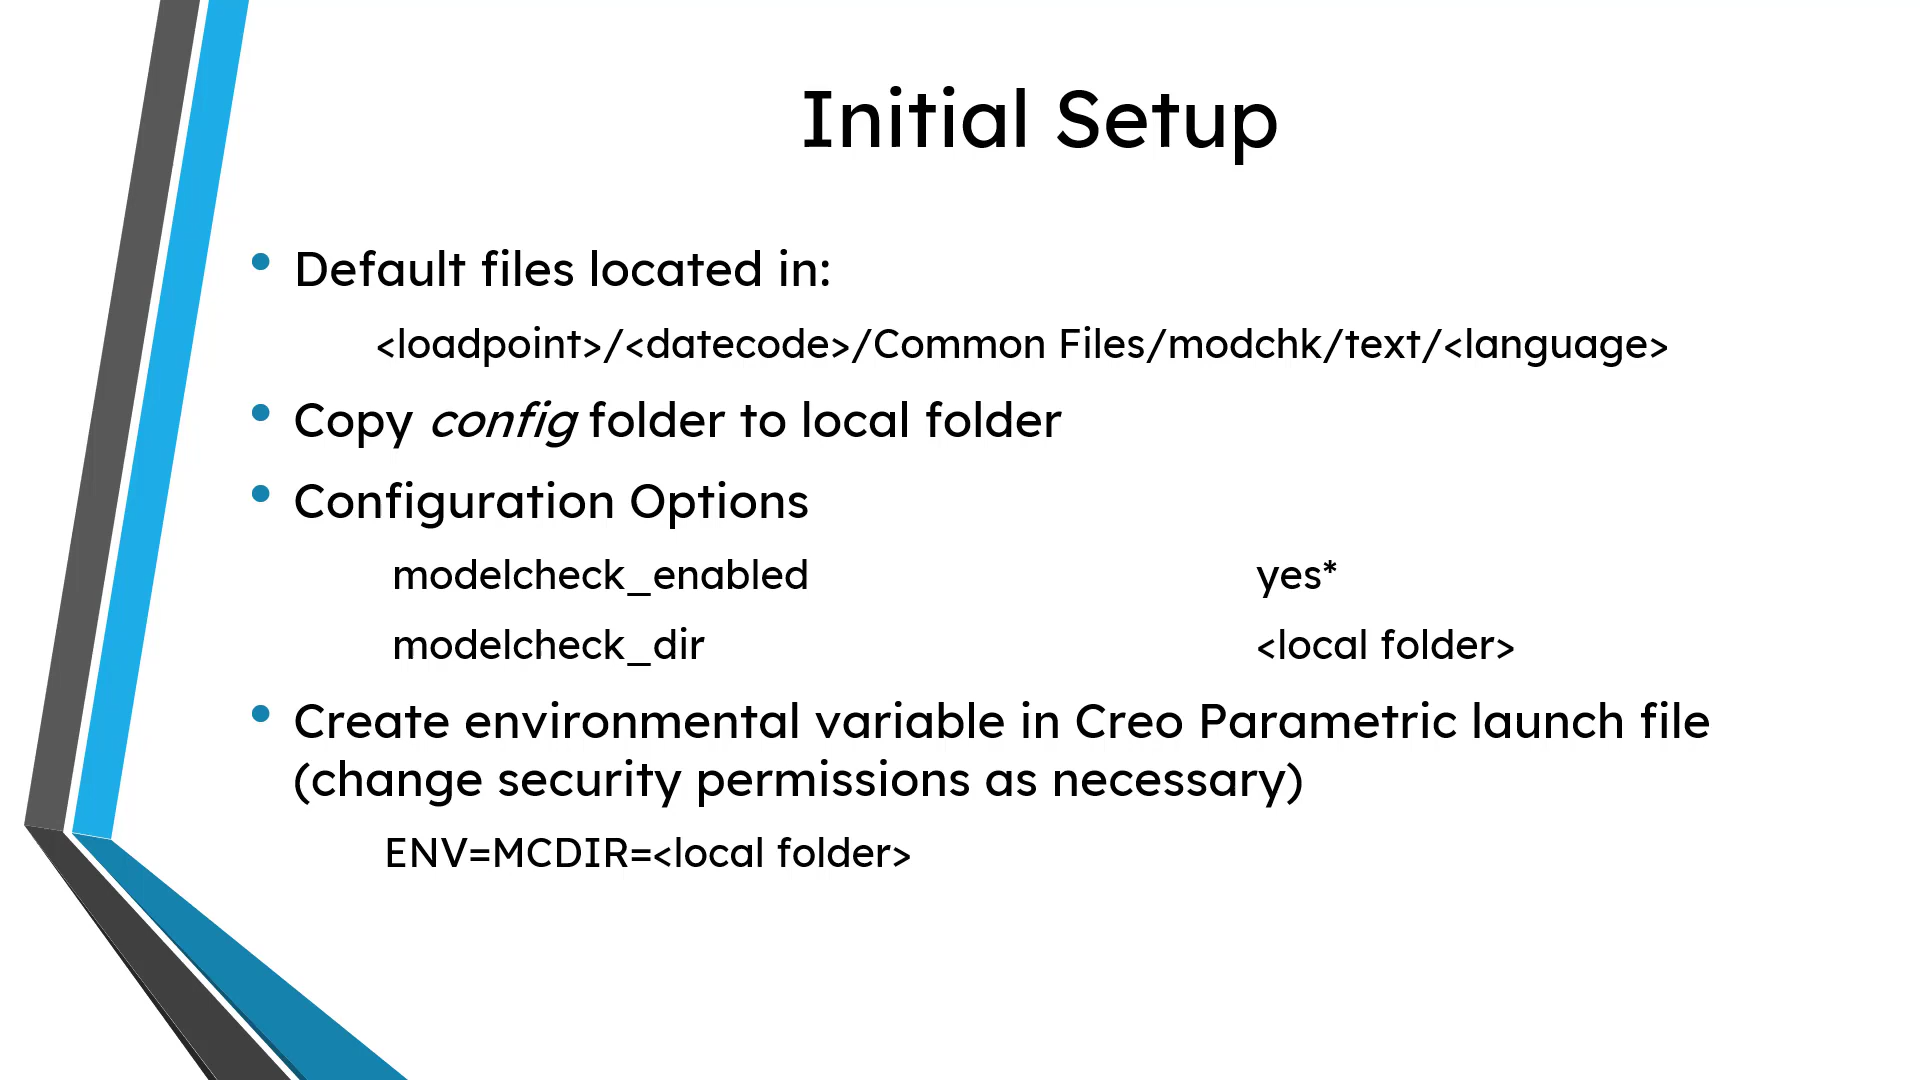 Initial Setup
• Default files located in:
<loadpoint>/<datecode>/Common Files/modchk/text/<language>
• Copy config folder to local folder
• Configuration Options
modelcheck_enabled yes*
modelcheck_dir <local folder>
• Create environmental variable in Creo Parametric launch file
(change security permissions as necessary)
ENV=MCDIR=<local folder>